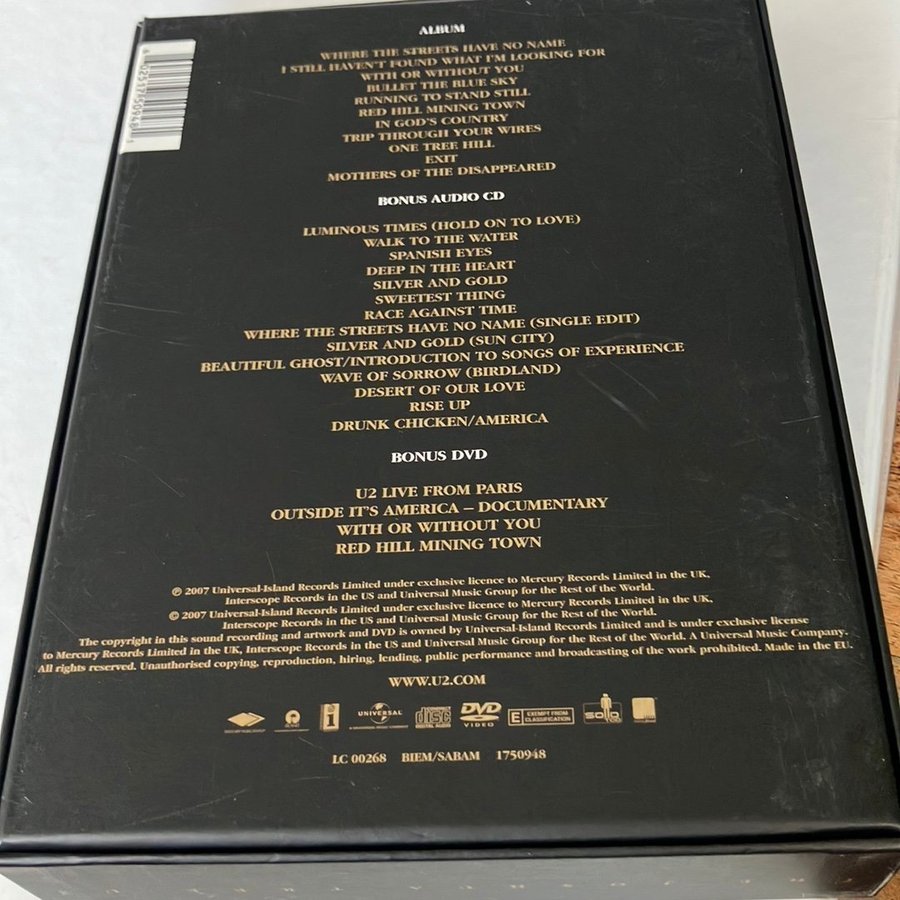 ALBUM
WHERE THE STREETS HAVE NO NAME
I STILL HAVEN'T FOUND WHAT I'M LOOKING FOR
WITH OR WITHOUT YOU
BULLET THE BLUE SKY
RUNNING TO STAND STILL
RED HILL MINING TOWN
IN GOD'S COUNTRY
TRIP THROUGH YOUR WIRES
ONE TREE HILL
EXIT
MOTHERS OF THE DISAPPEARED
BONUS AUDIO CD
LUMINOUS TIMES (HOLD ON TO LOVE)
WALK TO THE WATER
SPANISH EYES
DEEP IN THE HEART
SILVER AND GOLD
SWEETEST THING
RACE AGAINST TIME
WHERE THE STREETS HAVE NO NAME (SINGLE EDIT)
SILVER AND GOLD (SUN CITY)
BEAUTIFUL GHOST/INTRODUCTION TO SONGS OF EXPERIENCE
WAVE OF SORROW (BIRDLAND)
DESERT OF OUR LOVE
RISE UP
DRUNK CHICKEN/AMERICA
BONUS DVD
U2 LIVE FROM PARIS
OUTSIDE IT'S AMERICA – DOCUMENTARY
WITH OR WITHOUT YOU
RED HILL MINING TOWN
℗ 2007 Universal-Island Records Limited under exclusive licence to Mercury Records Limited in the UK,
Interscope Records in the US and Universal Music Group for the Rest of the World.
© 2007 Universal-Island Records Limited under exclusive licence to Mercury Records Limited in the UK,
Interscope Records in the US and Universal Music Group for the Rest of the World.
The copyright in this sound recording and artwork and DVD is owned by Universal-Island Records Limited and is under exclusive license
to Mercury Records Limited in the UK, Interscope Records in the US and Universal Music Group for the Rest of the World. A Universal Music Company.
All rights reserved. Unauthorised copying, reproduction, hiring, lending, public performance and broadcasting of the work prohibited. Made in the EU.
WWW.U2.COM
UNIVERSAL
COMPACT disc DIGITAL AUDIO
DVD VIDEO
E EXEMPT FROM CLASSIFICATION
LC 00268 BIEM/SABAM 1750948